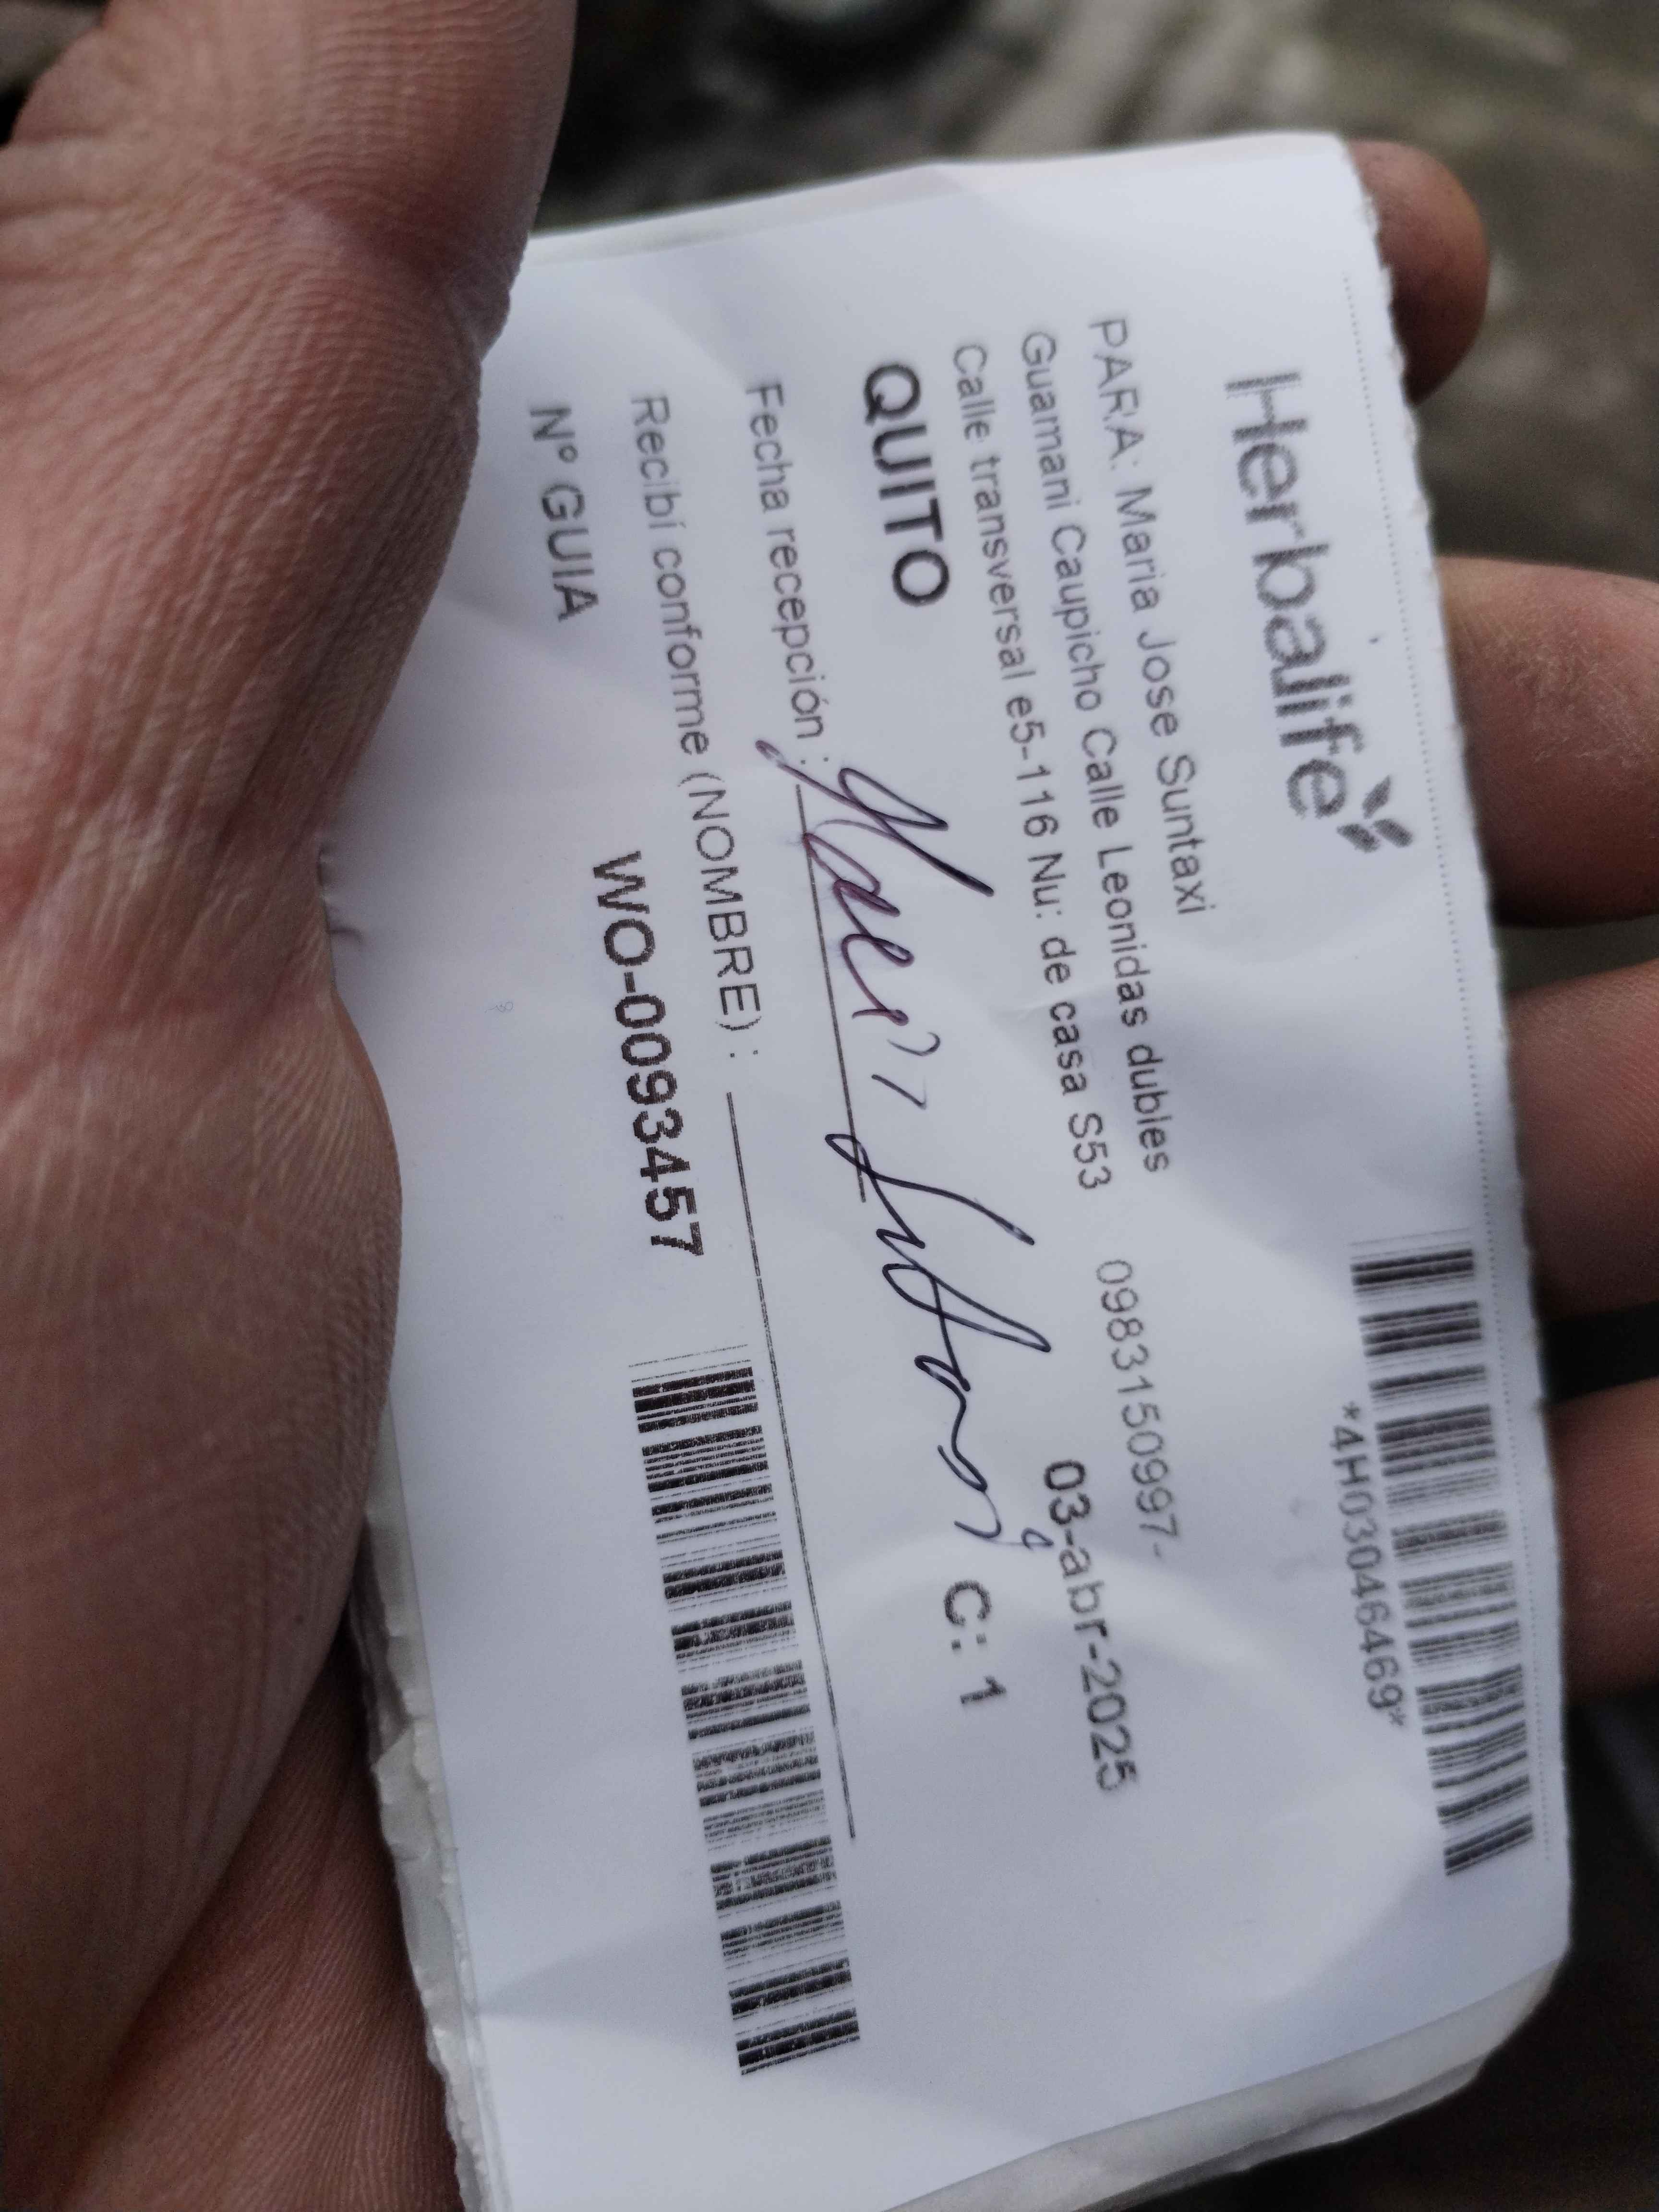 Herbalife
*4H03046469*
PARA: Maria Jose Suntaxi
Guamani Caupicho Calle Leonidas dubles 0983150997-
Calle transversal e5-116 Nu: de casa S53
03-abr-2025
QUITO C: 1
Fecha recepción :
Recibí conforme (NOMBRE) :
Nº GUIA WO-0093457